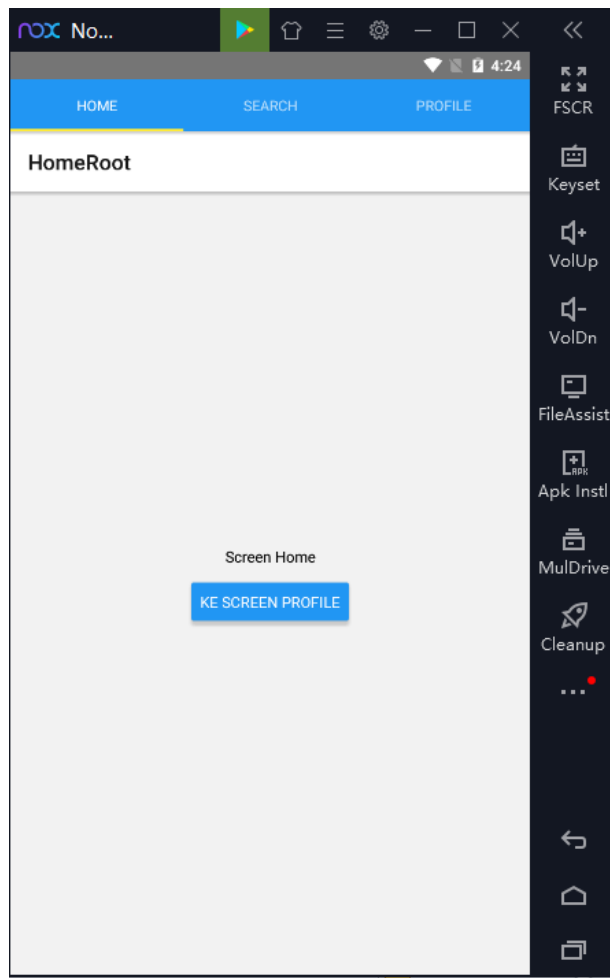 nox No...
4:24
HOME SEARCH PROFILE
HomeRoot
Screen Home
KE SCREEN PROFILE
FSCR
Keyset
VolUp
VolDn
FileAssist
APK
Apk Instl
MulDrive
Cleanup
...